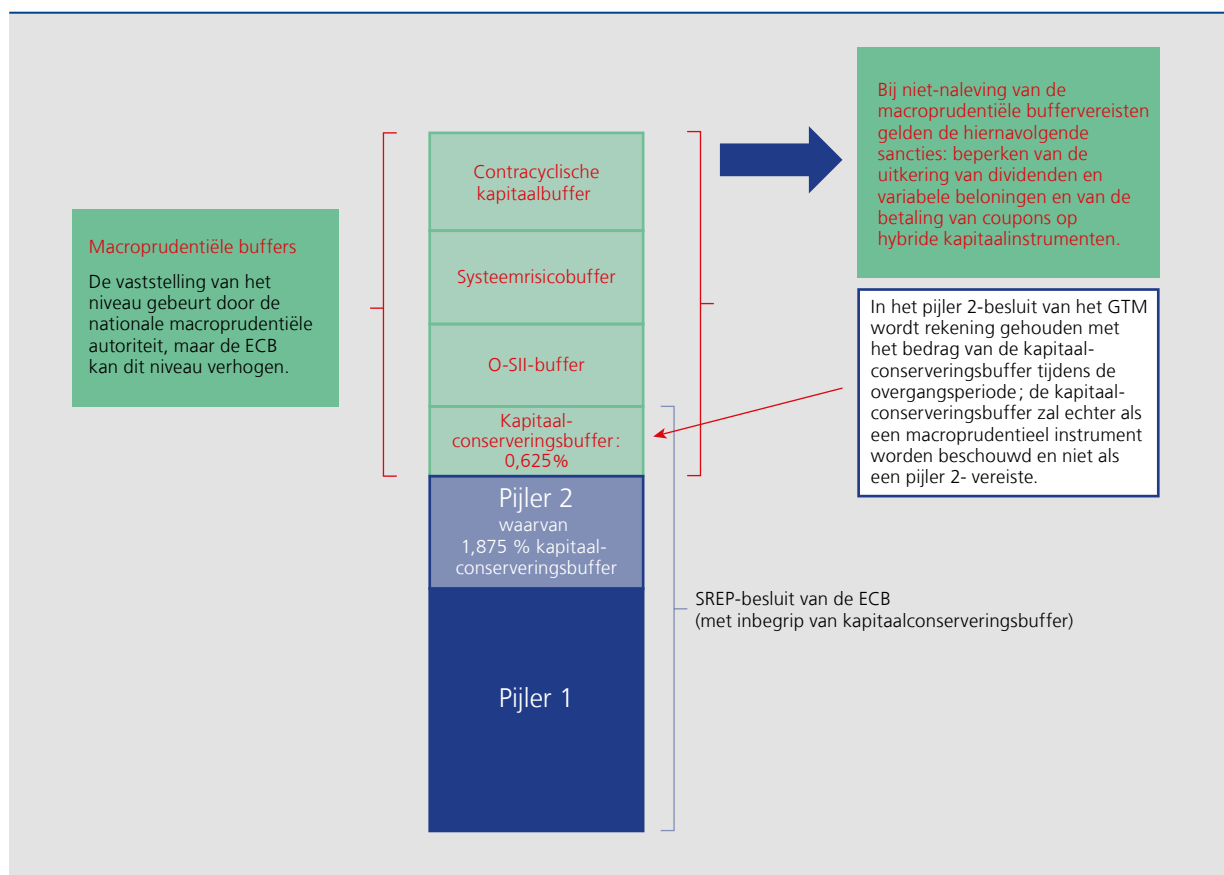 Macroprudentiële buffers
De vaststelling van het
niveau gebeurt door de
nationale macroprudentiële
autoriteit, maar de ECB
kan dit niveau verhogen.
Contracyclische
kapitaalbuffer
Systeemrisicobuffer
O-SII-buffer
Kapitaal-
conserveringsbuffer:
0,625%
Pijler 2
waarvan
1,875 % kapitaal-
conserveringsbuffer
Pijler 1
Bij niet-naleving van de
macroprudentiële buffervereisten
gelden de hiernavolgende
sancties: beperken van de
uitkering van dividenden en
variabele beloningen en van de
betaling van coupons op
hybride kapitaalinstrumenten.
In het pijler 2-besluit van het GTM
wordt rekening gehouden met
het bedrag van de kapitaal-
conserveringsbuffer tijdens de
overgangsperiode; de kapitaal-
conserveringsbuffer zal echter als
een macroprudentieel instrument
worden beschouwd en niet als
een pijler 2- vereiste.
SREP-besluit van de ECB
(met inbegrip van kapitaalconserveringsbuffer)